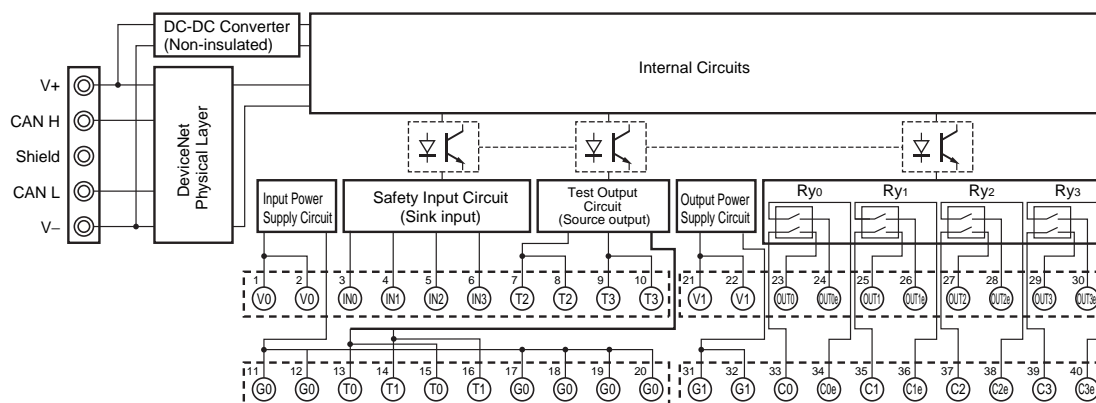 DC-DC Converter
(Non-insulated)
Internal Circuits
V+
CAN H
Shield
CAN L
V–
DeviceNet
Physical Layer
Input Power
Supply Circuit
Safety Input Circuit
(Sink input)
Test Output
Circuit
(Source output)
Output Power
Supply Circuit
Ry0 Ry1 Ry2 Ry3
1 2 3 4 5 6 7 8 9 10 21 22 23 24 25 26 27 28 29 30
V0 V0 IN0 IN1 IN2 IN3 T2 T2 T3 T3 V1 V1 OUT0 OUT0e OUT1 OUT1e OUT2 OUT2e OUT3 OUT3e
11 12 13 14 15 16 17 18 19 20 31 32 33 34 35 36 37 38 39 40
G0 G0 T0 T1 T0 T1 G0 G0 G0 G0 G1 G1 C0 C0e C1 C1e C2 C2e C3 C3e